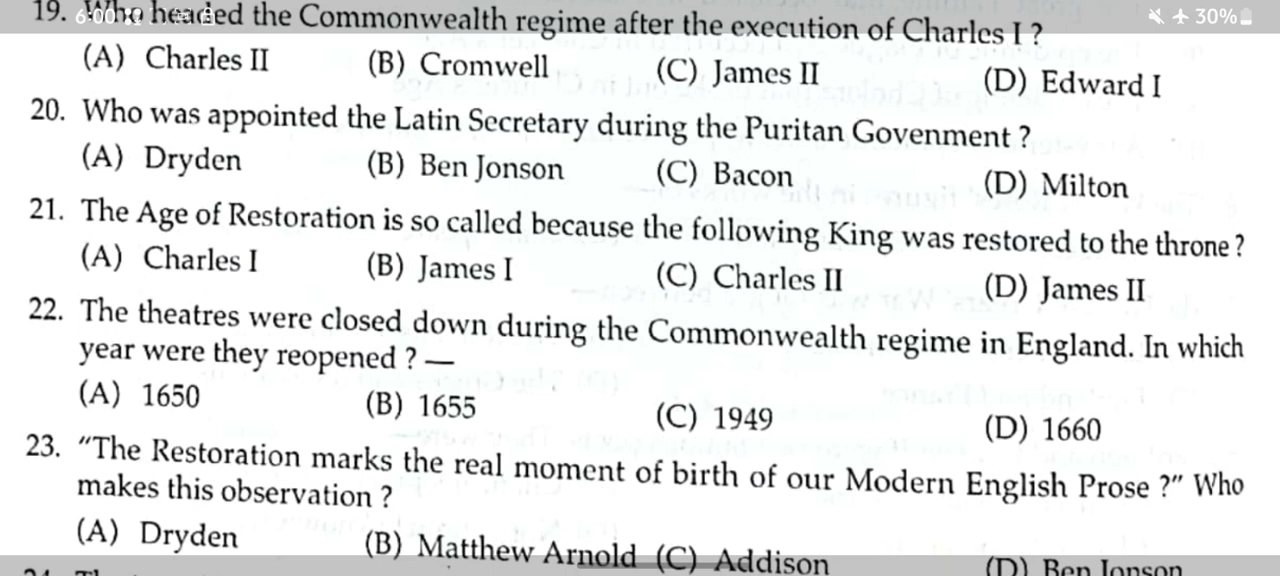 19. Who headed the Commonwealth regime after the execution of Charles I ?
6:00
30%
(A) Charles II (B) Cromwell (C) James II (D) Edward I
20. Who was appointed the Latin Secretary during the Puritan Govenment ?
(A) Dryden (B) Ben Jonson (C) Bacon (D) Milton
21. The Age of Restoration is so called because the following King was restored to the throne ?
(A) Charles I (B) James I (C) Charles II (D) James II
22. The theatres were closed down during the Commonwealth regime in England. In which
year were they reopened ? —
(A) 1650 (B) 1655 (C) 1949 (D) 1660
23. “The Restoration marks the real moment of birth of our Modern English Prose ?” Who
makes this observation ?
(A) Dryden (B) Matthew Arnold (C) Addison (D) Ben Jonson